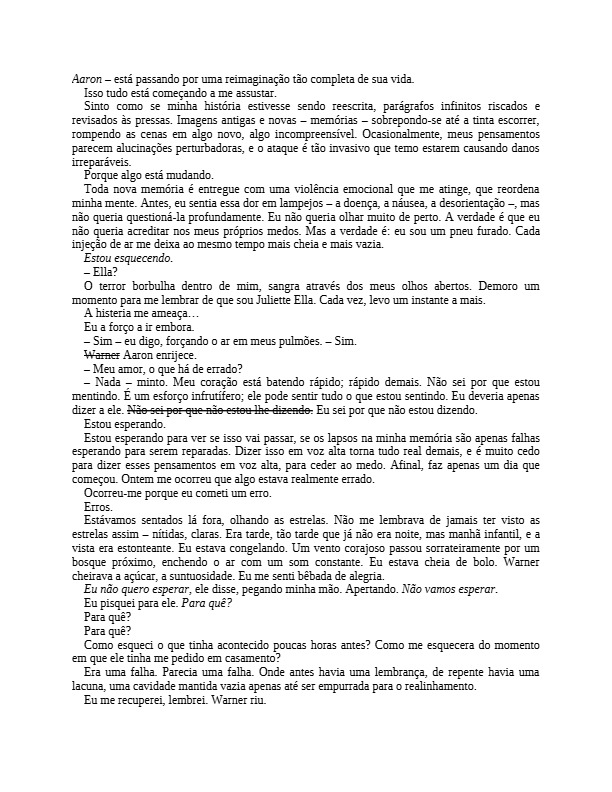 Aaron – está passando por uma reimaginação tão completa de sua vida.
Isso tudo está começando a me assustar.
Sinto como se minha história estivesse sendo reescrita, parágrafos infinitos riscados e
revisados às pressas. Imagens antigas e novas – memórias – sobrepondo-se até a tinta escorrer,
rompendo as cenas em algo novo, algo incompreensível. Ocasionalmente, meus pensamentos
parecem alucinações perturbadoras, e o ataque é tão invasivo que temo estarem causando danos
irreparáveis.
Porque algo está mudando.
Toda nova memória é entregue com uma violência emocional que me atinge, que reordena
minha mente. Antes, eu sentia essa dor em lampejos – a doença, a náusea, a desorientação –, mas
não queria questioná-la profundamente. Eu não queria olhar muito de perto. A verdade é que eu
não queria acreditar nos meus próprios medos. Mas a verdade é: eu sou um pneu furado. Cada
injeção de ar me deixa ao mesmo tempo mais cheia e mais vazia.
Estou esquecendo.
– Ella?
O terror borbulha dentro de mim, sangra através dos meus olhos abertos. Demoro um
momento para me lembrar de que sou Juliette Ella. Cada vez, levo um instante a mais.
A histeria me ameaça…
Eu a forço a ir embora.
– Sim – eu digo, forçando o ar em meus pulmões. – Sim.
Warner Aaron enrijece.
– Meu amor, o que há de errado?
– Nada – minto. Meu coração está batendo rápido; rápido demais. Não sei por que estou
mentindo. É um esforço infrutífero; ele pode sentir tudo o que estou sentindo. Eu deveria apenas
dizer a ele. Não sei por que não estou lhe dizendo. Eu sei por que não estou dizendo.
Estou esperando.
Estou esperando para ver se isso vai passar, se os lapsos na minha memória são apenas falhas
esperando para serem reparadas. Dizer isso em voz alta torna tudo real demais, e é muito cedo
para dizer esses pensamentos em voz alta, para ceder ao medo. Afinal, faz apenas um dia que
começou. Ontem me ocorreu que algo estava realmente errado.
Ocorreu-me porque eu cometi um erro.
Erros.
Estávamos sentados lá fora, olhando as estrelas. Não me lembrava de jamais ter visto as
estrelas assim – nítidas, claras. Era tarde, tão tarde que já não era noite, mas manhã infantil, e a
vista era estonteante. Eu estava congelando. Um vento corajoso passou sorrateiramente por um
bosque próximo, enchendo o ar com um som constante. Eu estava cheia de bolo. Warner
cheirava a açúcar, a suntuosidade. Eu me senti bêbada de alegria.
Eu não quero esperar, ele disse, pegando minha mão. Apertando. Não vamos esperar.
Eu pisquei para ele. Para quê?
Para quê?
Para quê?
Como esqueci o que tinha acontecido poucas horas antes? Como me esquecera do momento
em que ele tinha me pedido em casamento?
Era uma falha. Parecia uma falha. Onde antes havia uma lembrança, de repente havia uma
lacuna, uma cavidade mantida vazia apenas até ser empurrada para o realinhamento.
Eu me recuperei, lembrei. Warner riu.